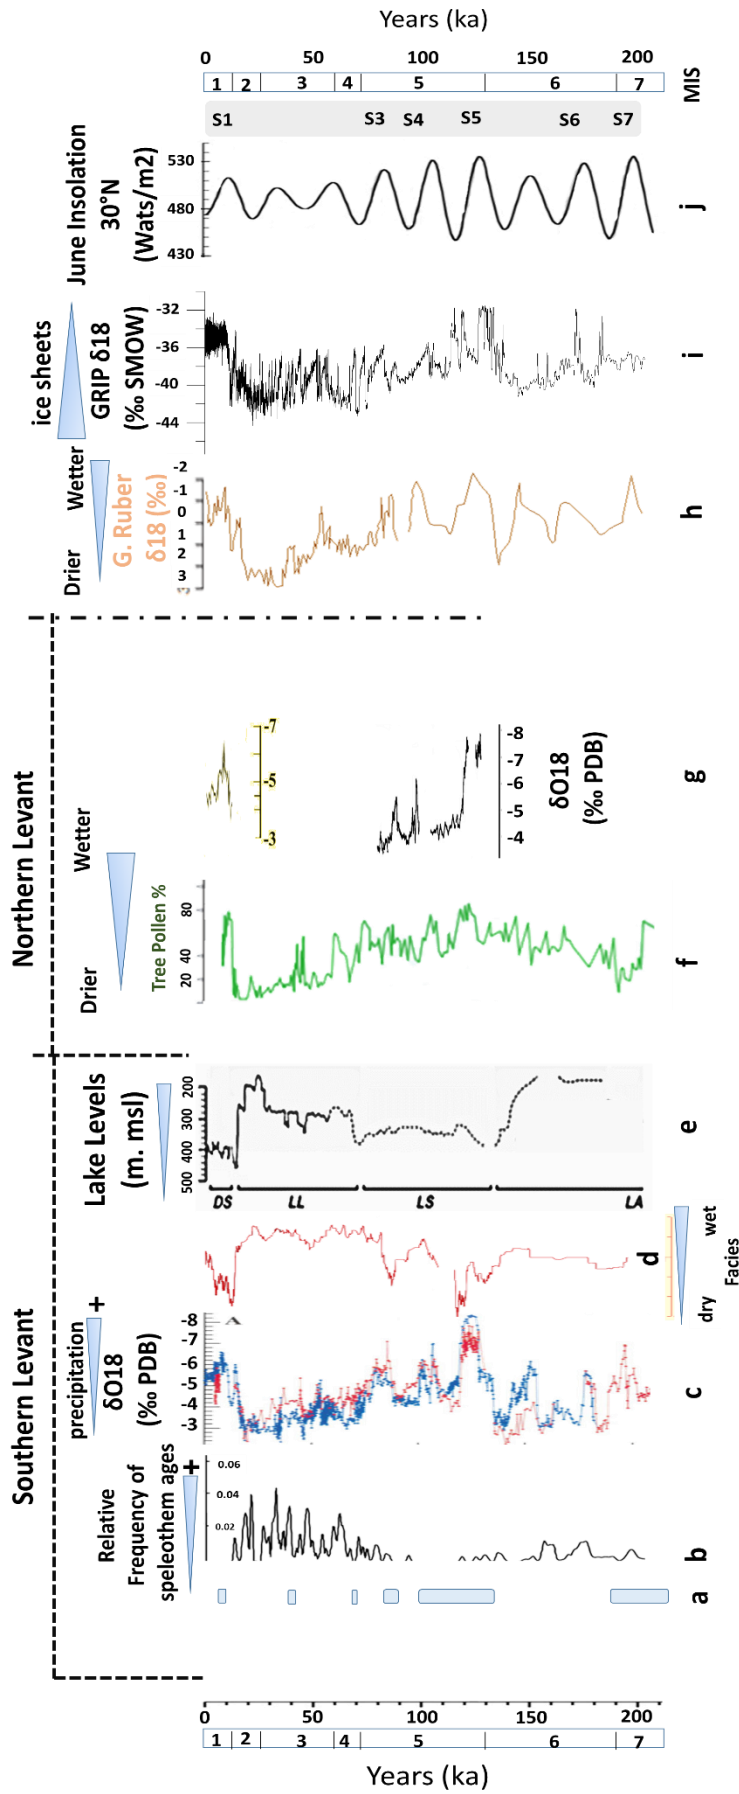 Years (ka)
0 50 100 150 200
1 2 3 4 5 6 7
MIS
S1 S3 S4 S5 S6 S7
June Insolation
30°N
(Wats/m2)
530
480
430
j
ice sheets
GRIP δ18
(‰ SMOW)
-32
-36
-40
-44
i
Wetter
Drier
G. Ruber
δ18 (‰)
-2
-1
0
1
2
3
h
Northern Levant
Wetter
Drier
-7
-5
-3
-8
-7
-6
-5
-4
δO18
(‰ PDB)
g
Tree Pollen %
80
40
20
f
Southern Levant
Lake Levels
(m. msl)
200
300
400
500
DS LL LS LA
e
d
wet
dry
Facies
precipitation +
δO18
(‰ PDB)
-8
-7
-6
-5
-4
-3
c
Relative
Frequency of
speleothem ages
+
0.06
0.04
0.02
b
a
0 50 100 150 200
1 2 3 4 5 6 7
Years (ka)